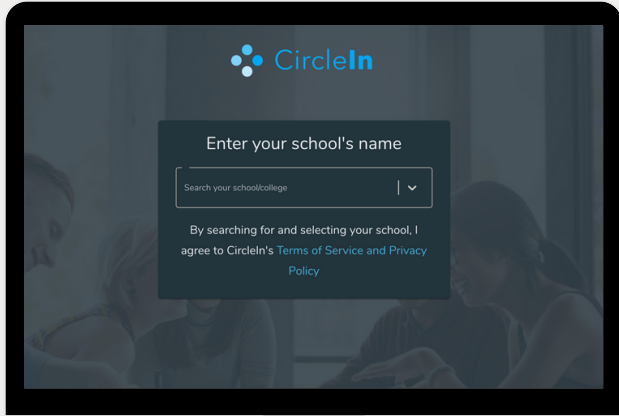 CircleIn
Enter your school's name
Search your school/college
By searching for and selecting your school, I
agree to CircleIn's Terms of Service and Privacy
Policy